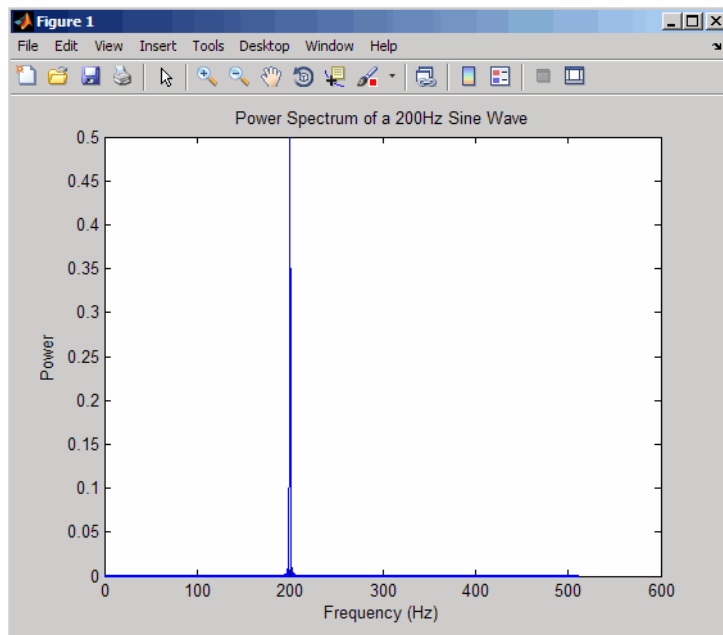 Figure 1
File Edit View Insert Tools Desktop Window Help
Power Spectrum of a 200Hz Sine Wave
0.5
0.45
0.4
0.35
0.3
0.25
0.2
0.15
0.1
0.05
0
Power
0 100 200 300 400 500 600
Frequency (Hz)